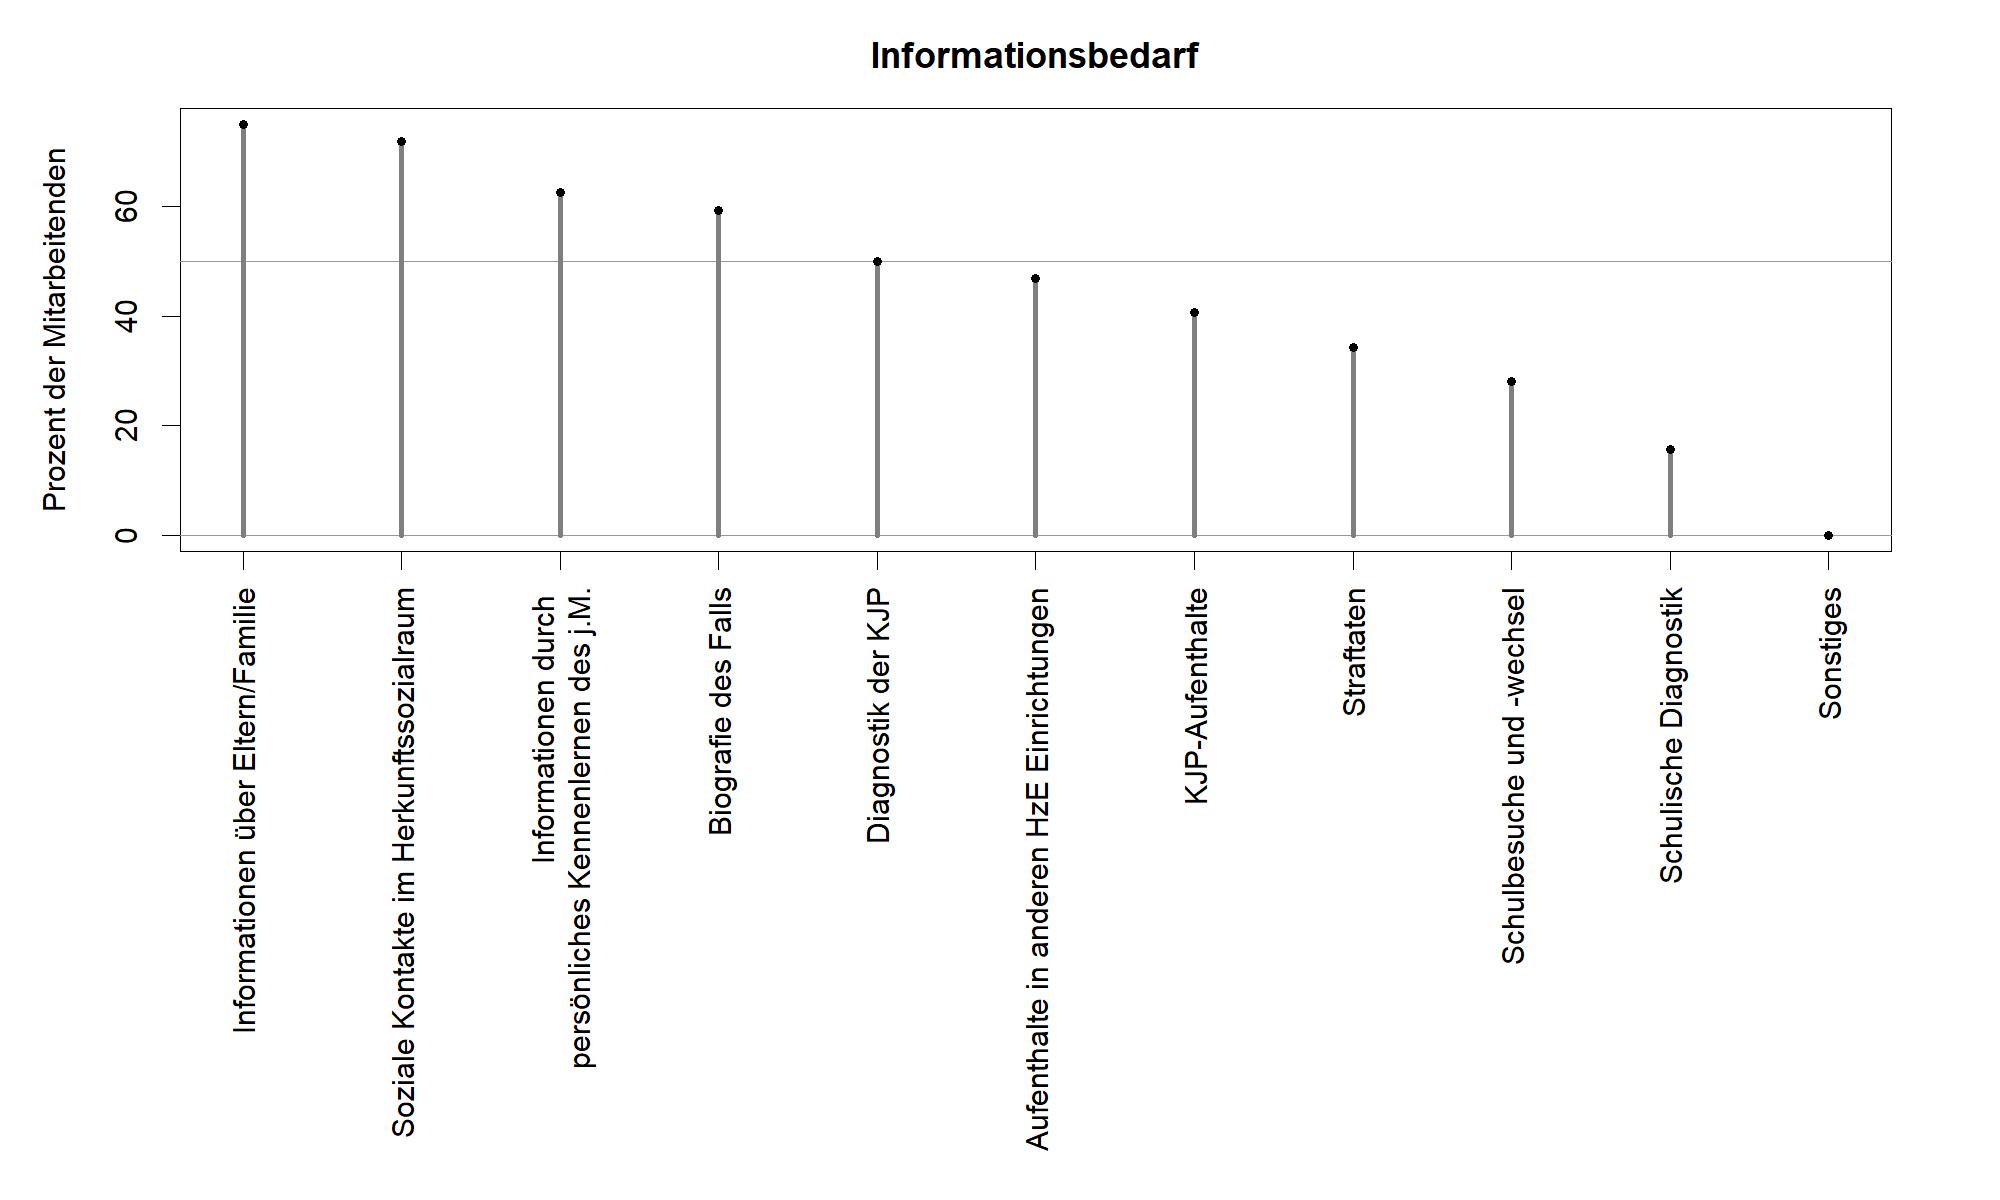 Informationsbedarf
Prozent der Mitarbeitenden
60
40
20
0
Informationen über Eltern/Familie
Soziale Kontakte im Herkunftssozialraum
Informationen durch
persönliches Kennenlernen des j.M.
Biografie des Falls
Diagnostik der KJP
Aufenthalte in anderen HzE Einrichtungen
KJP-Aufenthalte
Straftaten
Schulbesuche und -wechsel
Schulische Diagnostik
Sonstiges